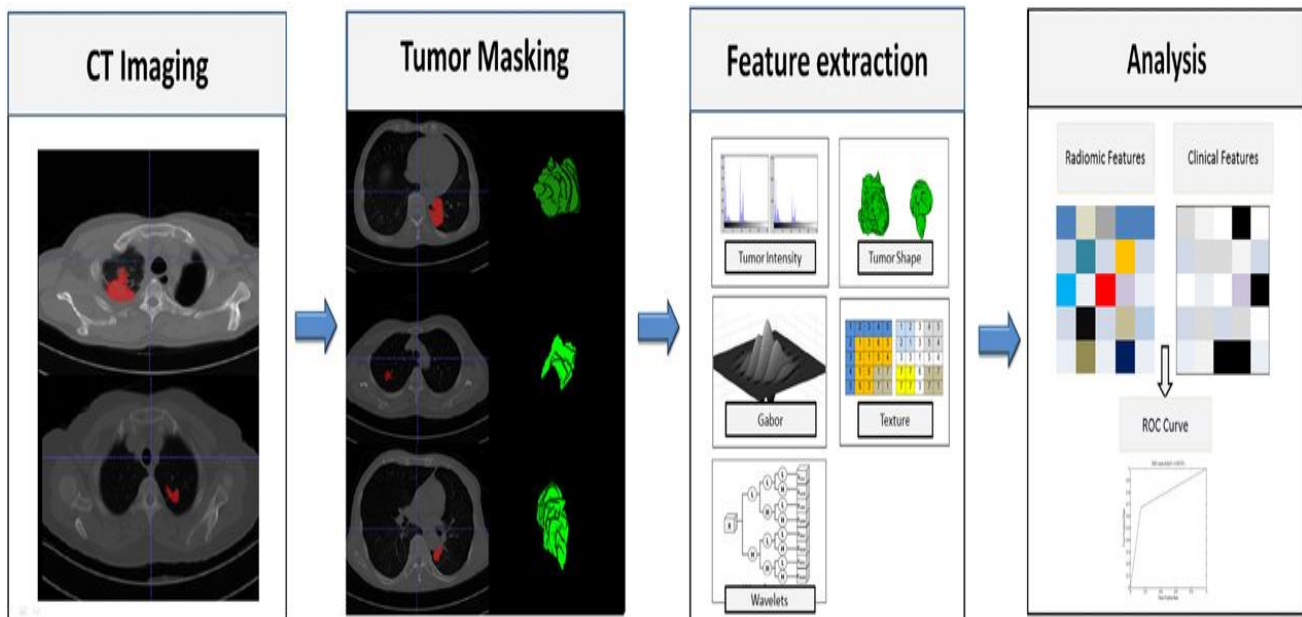 CT Imaging
Tumor Masking
Feature extraction
Analysis
Tumor Intensity
Tumor Shape
Gabor
Texture
Wavelets
Radiomic Features
Clinical Features
ROC Curve